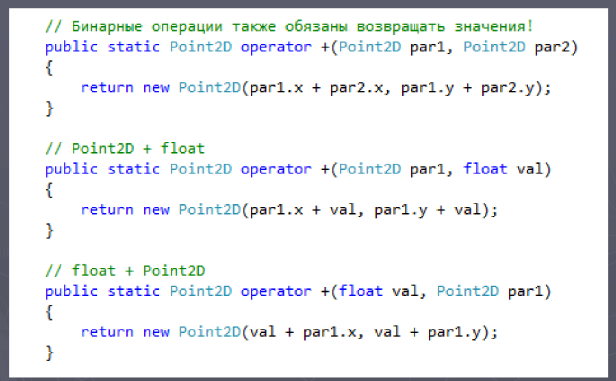 // Бинарные операции также обязаны возвращать значения!
public static Point2D operator +(Point2D par1, Point2D par2)
{
    return new Point2D(par1.x + par2.x, par1.y + par2.y);
}
// Point2D + float
public static Point2D operator +(Point2D par1, float val)
{
    return new Point2D(par1.x + val, par1.y + val);
}
// float + Point2D
public static Point2D operator +(float val, Point2D par1)
{
    return new Point2D(val + par1.x, val + par1.y);
}